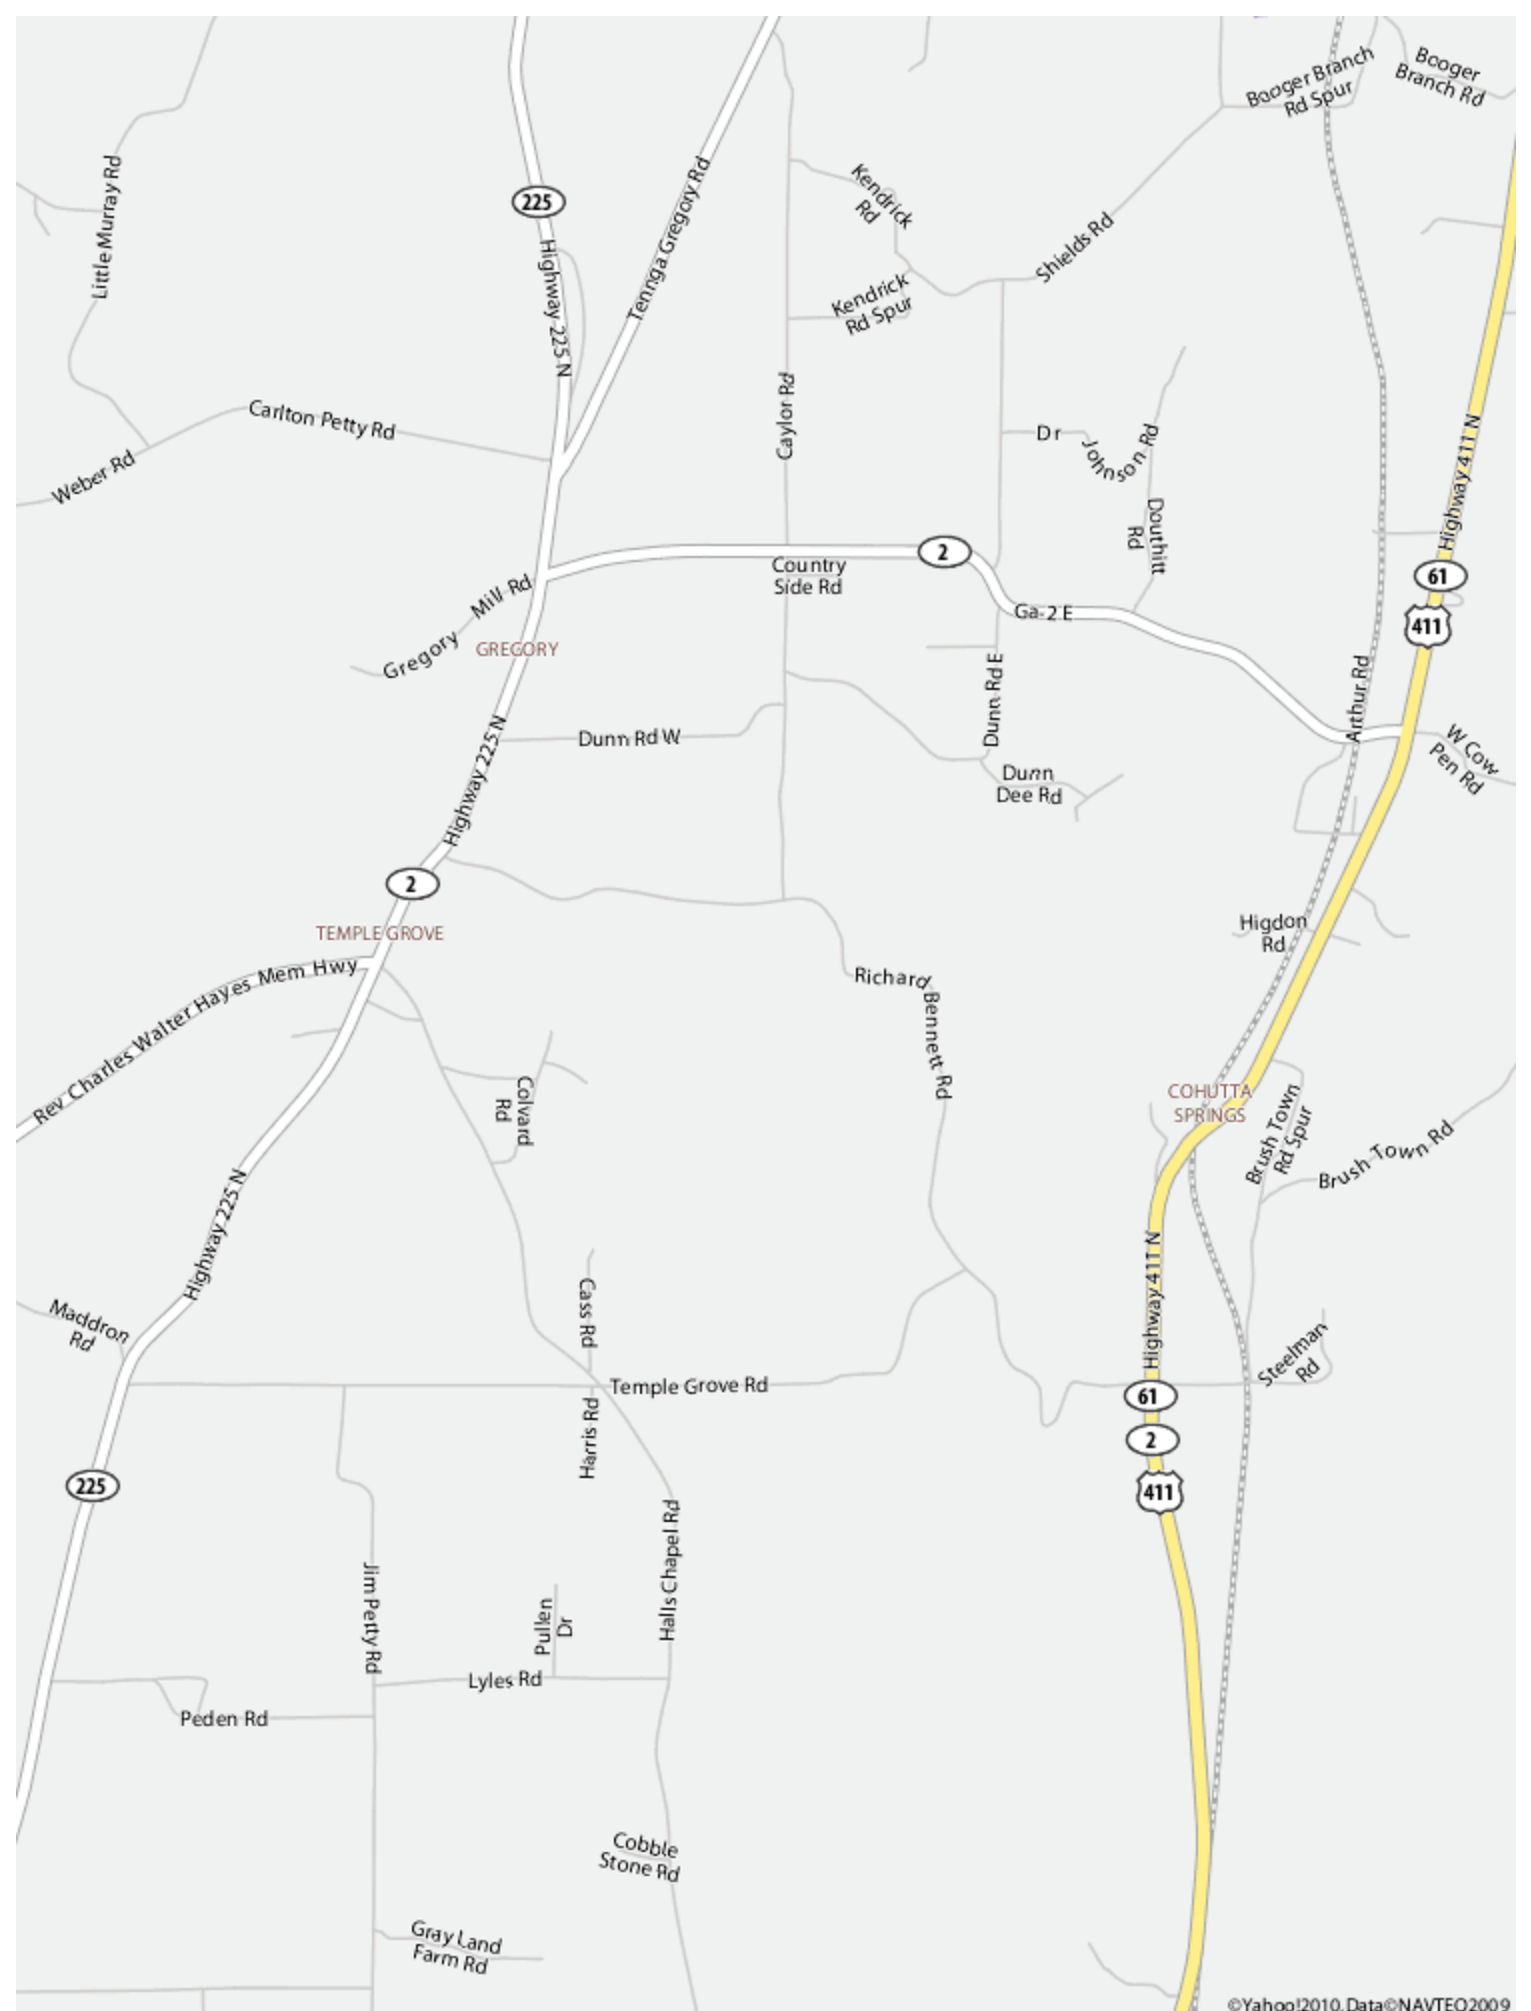 Booger
Branch Rd
Booger Branch
Rd Spur
Little Murray Rd
225
Highway 225 N
Tennga Gregory Rd
Kendrick
Rd
Shields Rd
Kendrick
Rd Spur
Caylor Rd
Carlton Petty Rd
Weber Rd
Dr Johnson Rd
Highway 411 N
Douthitt
Rd
2
Country
Side Rd
61
Gregory Mill Rd
Ga-2 E
411
GREGORY
Dunn Rd E
Arthur Rd
Dunn Rd W
Highway 225 N
W Cow
Pen Rd
Dunn
Dee Rd
2
TEMPLE GROVE
Higdon
Rd
Rev Charles Walter Hayes Mem Hwy
Richard Bennett Rd
Colvard
Rd
COHUTTA
SPRINGS
Brush Town
Rd Spur
Brush Town Rd
Highway 225 N
Highway 411 N
Maddron
Rd
Cass Rd
Steelman
Rd
Temple Grove Rd
61
Harris Rd
2
225
411
Halls Chapel Rd
Jim Petty Rd
Pullen
Dr
Lyles Rd
Peden Rd
Cobble
Stone Rd
Gray Land
Farm Rd
©Yahoo!2010, Data©NAVTEQ2009